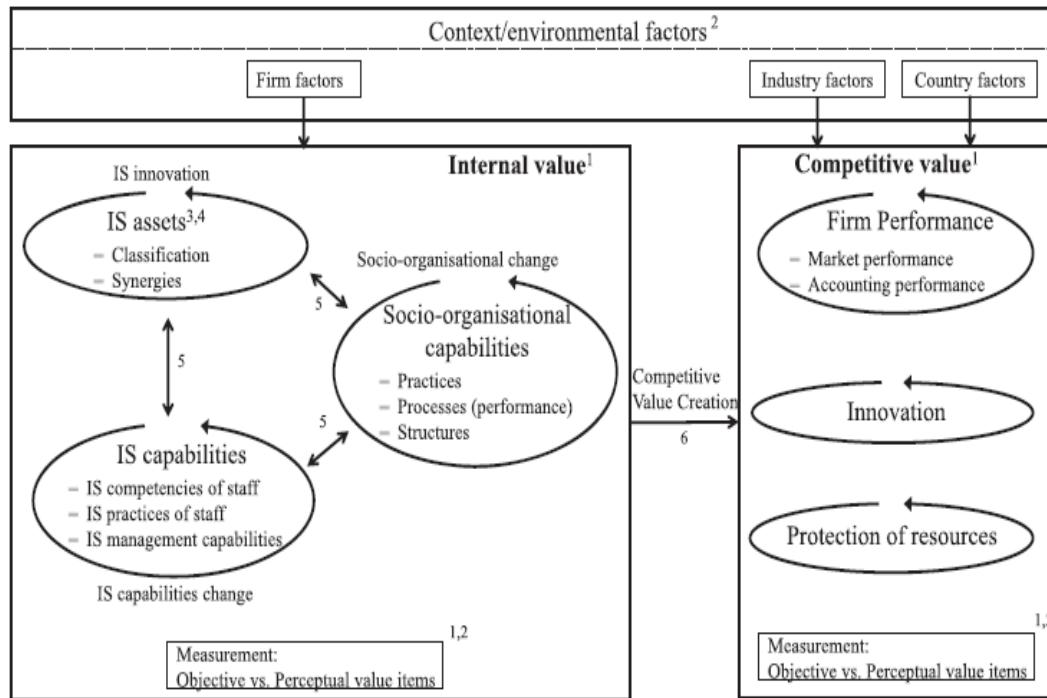 Context/environmental factors 2
Firm factors
Industry factors
Country factors
Internal value1
IS innovation
IS assets3,4
– Classification
– Synergies
5
Socio-organisational change
Socio-organisational
capabilities
– Practices
– Processes (performance)
– Structures
5
5
IS capabilities
– IS competencies of staff
– IS practices of staff
– IS management capabilities
IS capabilities change
1,2
Measurement:
Objective vs. Perceptual value items
Competitive
Value Creation
6
Competitive value1
Firm Performance
– Market performance
– Accounting performance
Innovation
Protection of resources
Measurement:
Objective vs. Perceptual value items